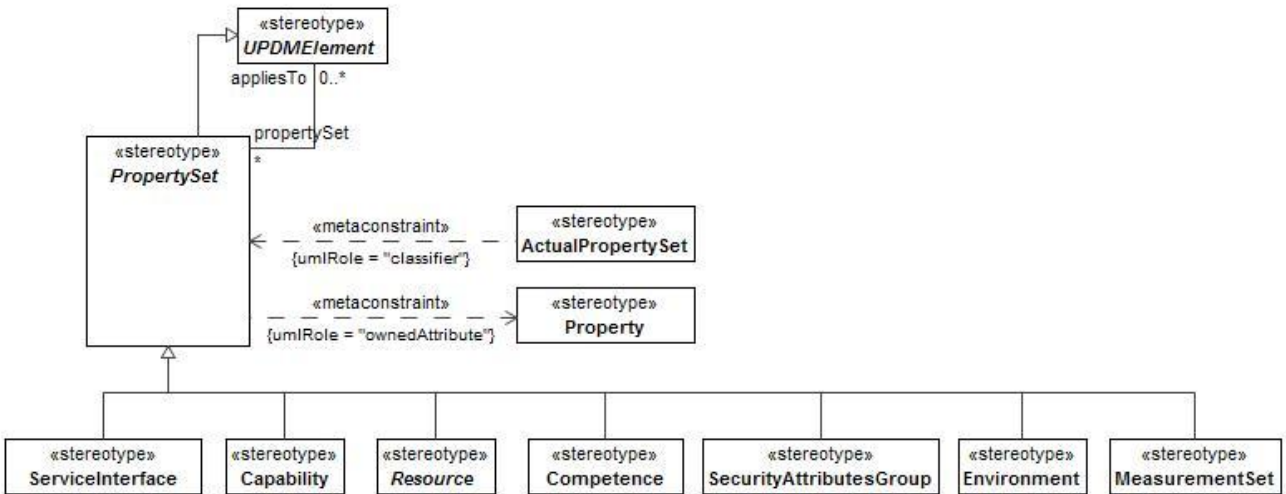 «stereotype»
UPDMElement
appliesTo 0..*
propertySet
*
«stereotype»
PropertySet
«metaconstraint»
{umlRole = "classifier"}
«stereotype»
ActualPropertySet
«metaconstraint»
{umlRole = "ownedAttribute"}
«stereotype»
Property
«stereotype»
ServiceInterface
«stereotype»
Capability
«stereotype»
Resource
«stereotype»
Competence
«stereotype»
SecurityAttributesGroup
«stereotype»
Environment
«stereotype»
MeasurementSet